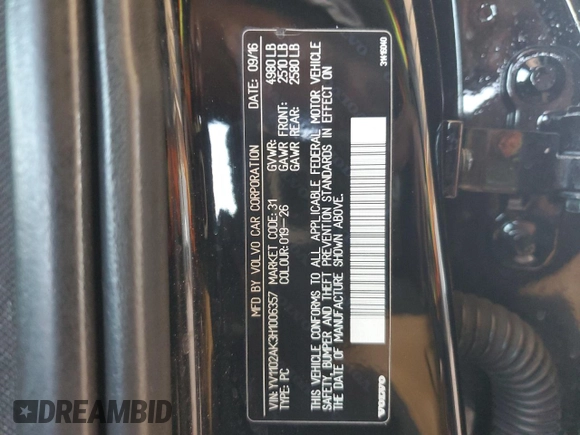 MFD BY VOLVO CAR CORPORATION DATE: 09/16
VIN: YV1102AK3H1006357 MARKET CODE: 31 GVWR: 4980 LB
TYPE: PC COLOUR: 019-26 GAWR FRONT: 2510 LB
GAWR REAR: 2580 LB
THIS VEHICLE CONFORMS TO ALL APPLICABLE FEDERAL MOTOR VEHICLE
SAFETY, BUMPER AND THEFT PREVENTION STANDARDS IN EFFECT ON
THE DATE OF MANUFACTURE SHOWN ABOVE.
VOLVO
DREAMBID